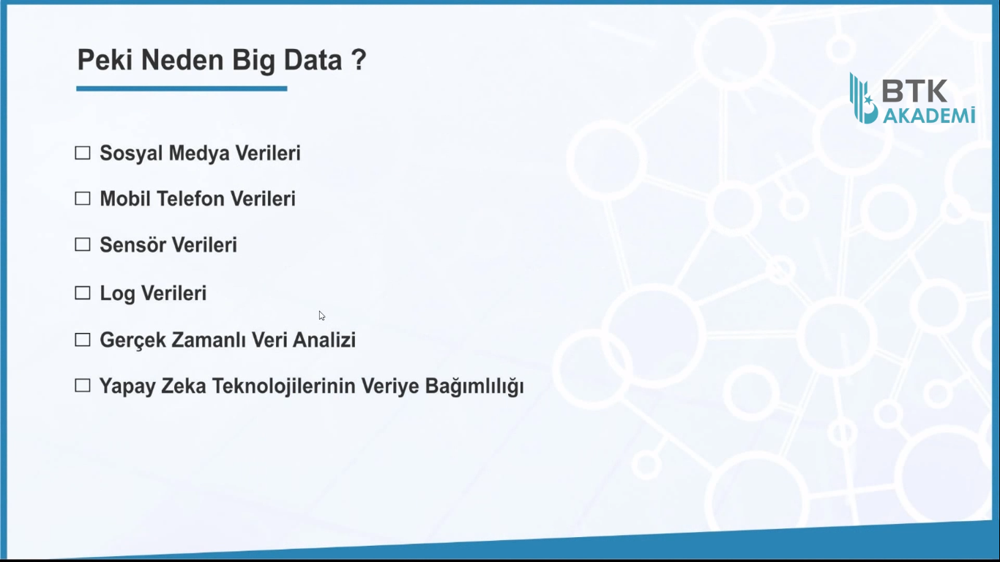 Peki Neden Big Data ?
BTK
AKADEMİ
Sosyal Medya Verileri
Mobil Telefon Verileri
Sensör Verileri
Log Verileri
Gerçek Zamanlı Veri Analizi
Yapay Zeka Teknolojilerinin Veriye Bağımlılığı